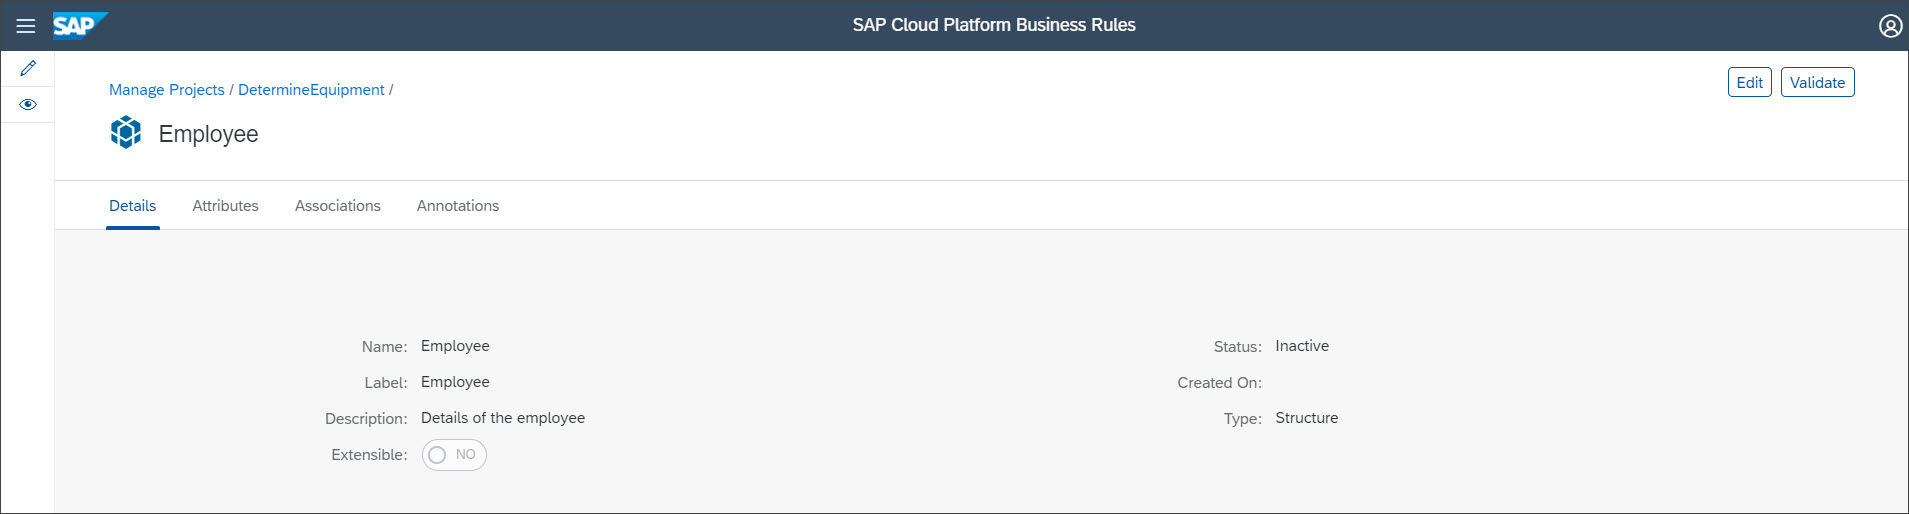 SAP SAP Cloud Platform Business Rules
Manage Projects / DetermineEquipment /
Edit Validate
Employee
Details Attributes Associations Annotations
Name: Employee Status: Inactive
Label: Employee Created On:
Description: Details of the employee Type: Structure
Extensible: NO